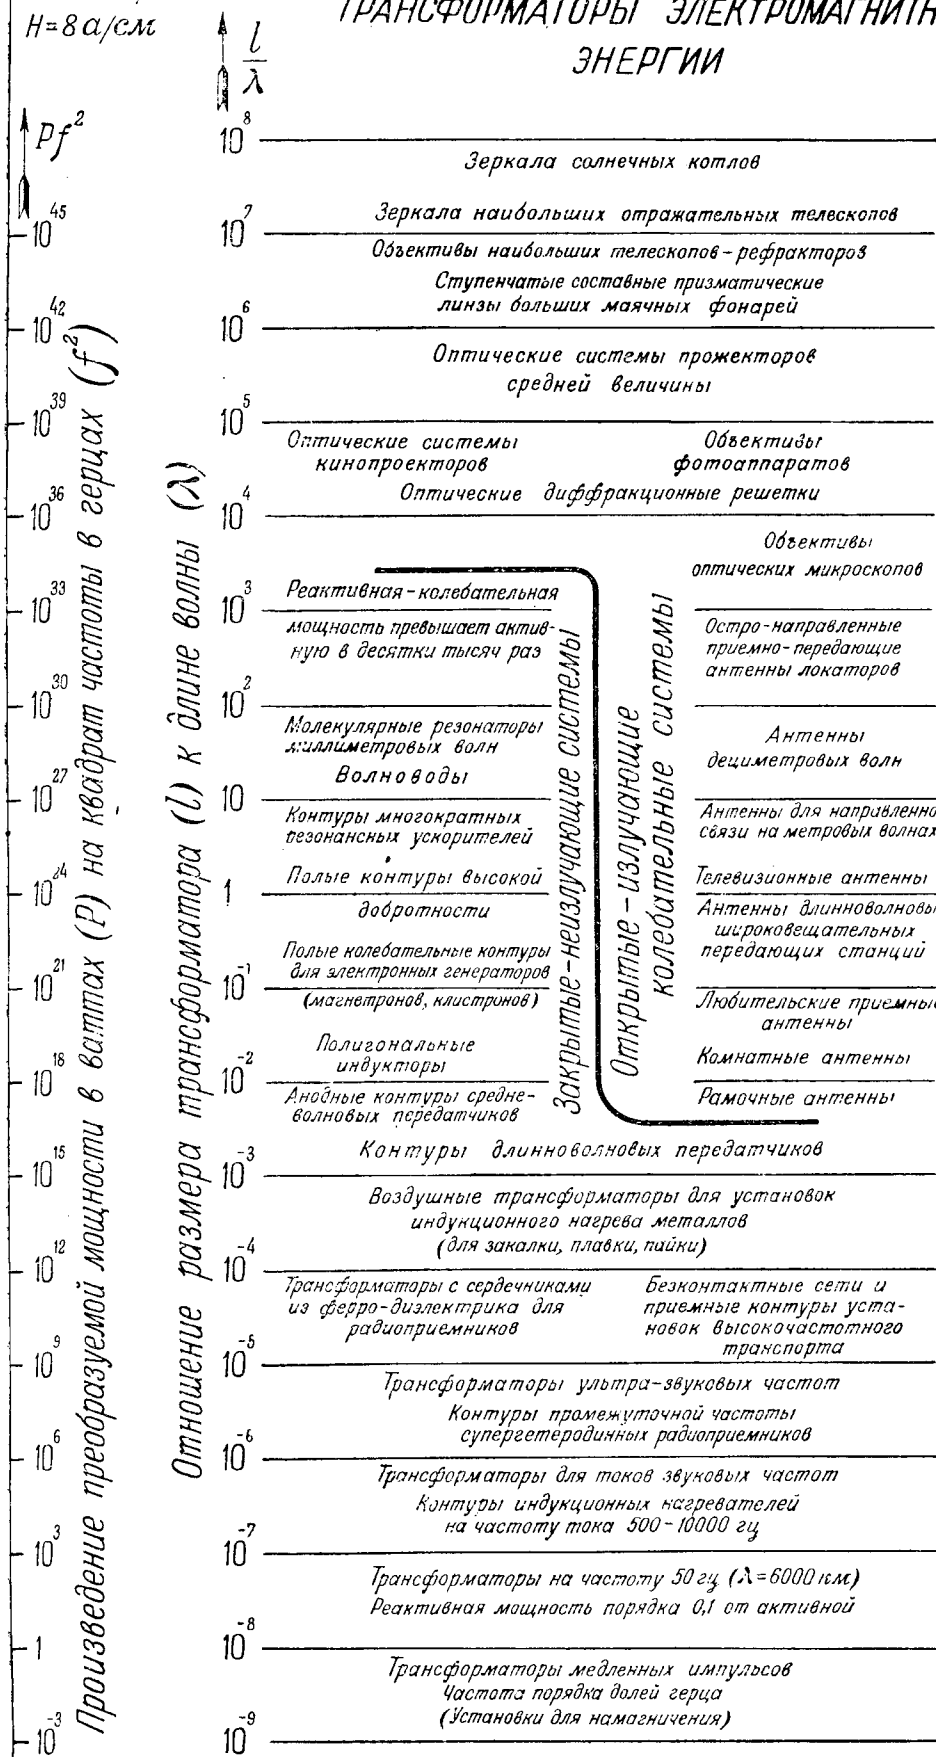 H=8 а/см
l/λ
ТРАНСФОРМАТОРЫ ЭЛЕКТРОМАГНИТН
ЭНЕРГИИ
Pf²
Произведение преобразуемой мощности в ваттах (P) на квадрат частоты в герцах (f²)
10⁴⁵
10⁴²
10³⁹
10³⁶
10³³
10³⁰
10²⁷
10²⁴
10²¹
10¹⁸
10¹⁵
10¹²
10⁹
10⁶
10³
1
10⁻³
Отношение размера трансформатора (l) к длине волны (λ)
10⁸
Зеркала солнечных котлов
Зеркала наибольших отражательных телескопов
10⁷
Объективы наибольших телескопов-рефракторов
Ступенчатые составные призматические
линзы больших маячных фонарей
10⁶
Оптические системы прожекторов
средней величины
10⁵
Оптические системы
кинопроекторов
Объективы
фотоаппаратов
Оптические диффракционные решетки
10⁴
Объективы
оптических микроскопов
Реактивная-колебательная
10³
мощность превышает актив-
ную в десятки тысяч раз
Остро-направленные
приемно-передающие
антенны локаторов
10²
Молекулярные резонаторы
миллиметровых волн
Волноводы
Антенны
дециметровых волн
10
Контуры многократных
резонансных ускорителей
Антенны для направленно
связи на метровых волнах
Полые контуры высокой
Телевизионные антенны
1
добротности
Антенны длинноволновы
широковещательных
передающих станций
Полые колебательные контуры
для электронных генераторов
10⁻¹
(магнетронов, клистронов)
Любительские приемные
антенны
Полигональные
индукторы
Комнатные антенны
10⁻²
Анодные контуры средне-
волновых передатчиков
Рамочные антенны
Закрытые-неизлучающие системы
Открытые-излучающие
колебательные системы
Контуры длинноволновых передатчиков
10⁻³
Воздушные трансформаторы для установок
индукционного нагрева металлов
(для закалки, плавки, пайки)
10⁻⁴
Трансформаторы с сердечниками
из ферро-диэлектрика для
радиоприемников
Безконтактные сети и
приемные контуры уста-
новок высокочастотного
транспорта
10⁻⁵
Трансформаторы ультра-звуковых частот
Контуры промежуточной частоты
супергетеродинных радиоприемников
10⁻⁶
Трансформаторы для токов звуковых частот
Контуры индукционных нагревателей
на частоту тока 500-10000 гц
10⁻⁷
Трансформаторы на частоту 50 гц (λ=6000 км)
Реактивная мощность порядка 0,1 от активной
10⁻⁸
Трансформаторы медленных импульсов
Частота порядка долей герца
(Установки для намагничения)
10⁻⁹